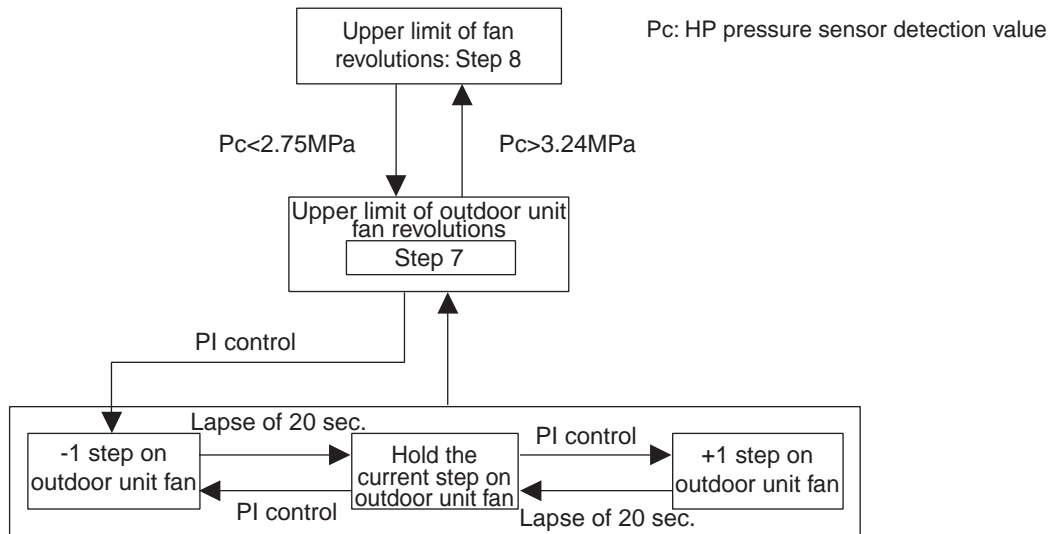 Upper limit of fan
revolutions: Step 8
Pc: HP pressure sensor detection value
Pc<2.75MPa
Pc>3.24MPa
Upper limit of outdoor unit
fan revolutions
Step 7
PI control
Lapse of 20 sec.
-1 step on
outdoor unit fan
Hold the
current step on
outdoor unit fan
PI control
+1 step on
outdoor unit fan
PI control
Lapse of 20 sec.